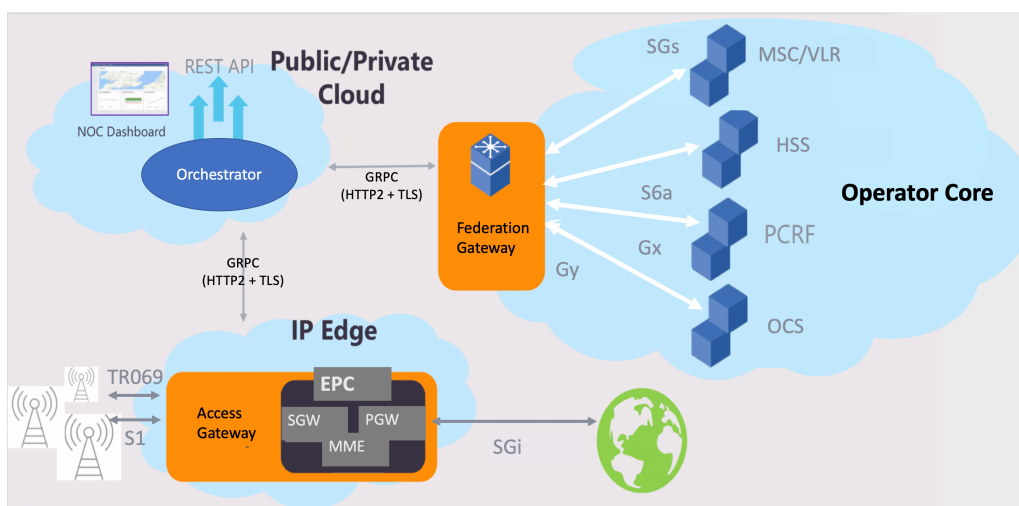 REST API
Public/Private
Cloud
NOC Dashboard
Orchestrator
GRPC
(HTTP2 + TLS)
GRPC
(HTTP2 + TLS)
Federation
Gateway
SGs
MSC/VLR
HSS
S6a
Operator Core
PCRF
Gx
Gy
OCS
IP Edge
TR069
S1
Access
Gateway
EPC
SGW
PGW
MME
SGi